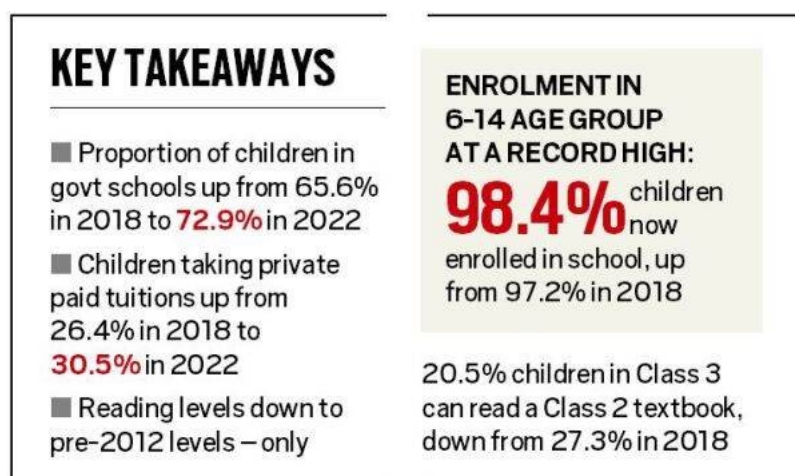 KEY TAKEAWAYS
■ Proportion of children in
govt schools up from 65.6%
in 2018 to 72.9% in 2022
■ Children taking private
paid tuitions up from
26.4% in 2018 to
30.5% in 2022
■ Reading levels down to
pre-2012 levels – only
ENROLMENT IN
6-14 AGE GROUP
AT A RECORD HIGH:
98.4% children
now
enrolled in school, up
from 97.2% in 2018
20.5% children in Class 3
can read a Class 2 textbook,
down from 27.3% in 2018